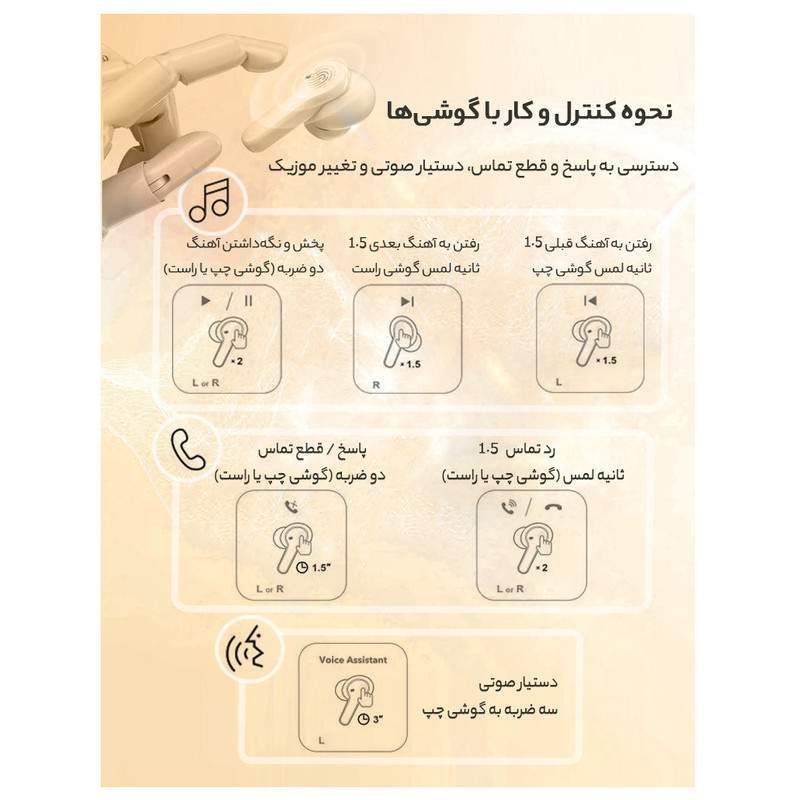 نحوه کنترل و کار با گوشی‌ها
دسترسی به پاسخ و قطع تماس، دستیار صوتی و تغییر موزیک
رفتن به آهنگ قبلی 1.5
ثانیه لمس گوشی چپ
× 1.5
L
رفتن به آهنگ بعدی 1.5
ثانیه لمس گوشی راست
× 1.5
R
پخش و نگه‌داشتن آهنگ
دو ضربه (گوشی چپ یا راست)
× 2
L or R
رد تماس 1.5
ثانیه لمس (گوشی چپ یا راست)
× 2
L or R
پاسخ / قطع تماس
دو ضربه (گوشی چپ یا راست)
1.5"
L or R
دستیار صوتی
سه ضربه به گوشی چپ
Voice Assistant
3"
L